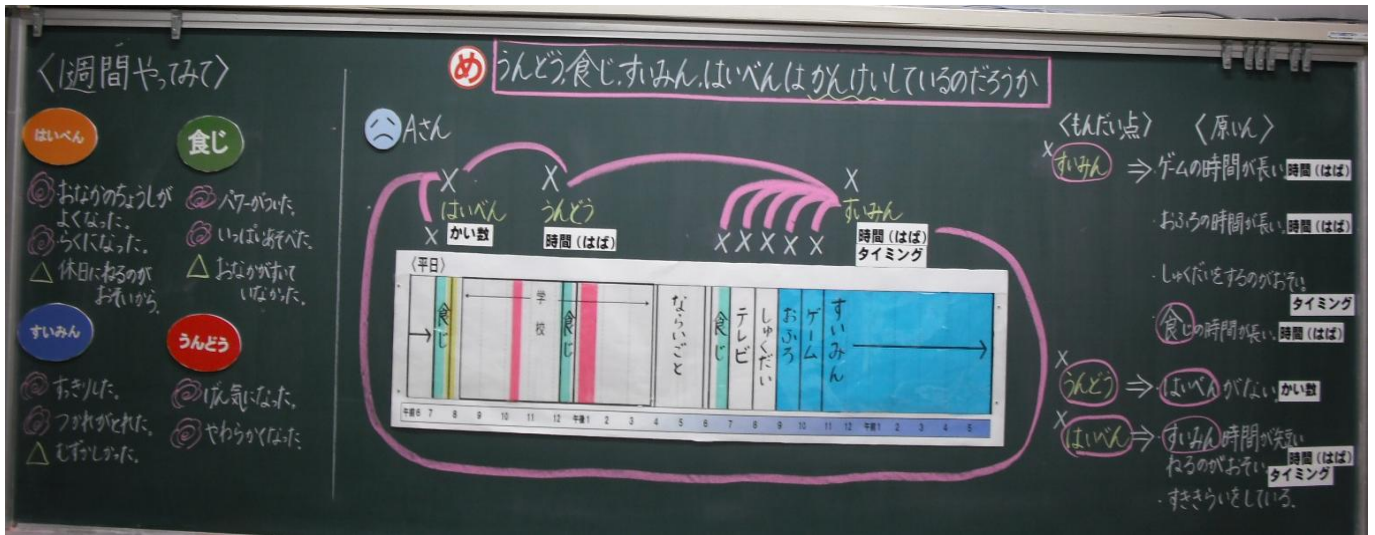 〈1週間やってみて〉
はいべん
おなかのちょうしが
よくなった。
らくになった。
△ 休日にねるのが
おそいから。
食じ
パワーがついた。
いっぱいあそべた。
△ おなかがすいて
いなかった。
すいみん
すっきりした。
つかれがとれた。
△ むずかしかった。
うんどう
げん気になった。
やわらかくなった
め うんどう、食じ、すいみん、はいべんはかんけいしているのだろうか
Aさん
×
はいべん
× かい数
×
うんどう
時間(はば)
×
すいみん
時間(はば)
タイミング
×××××
〈平日〉
食じ
学校
食じ
ならいごと
食じ
テレビ
しゅくだい
おふろ
ゲーム
すいみん
午前6 7 8 9 10 11 12 午後1 2 3 4 5 6 7 8 9 10 11 12 午前1 2 3 4 5
〈もんだい点〉 〈原いん〉
× すいみん ⇒ ゲームの時間が長い 時間(はば)
おふろの時間が長い。 時間(はば)
・しゅくだいをするのがおそい。
タイミング
食じの時間が長い。 時間(はば)
× うんどう ⇒ はいべんがない かい数
× はいべん ⇒ すいみん時間が短い
時間(はば)
ねるのがおそい。
タイミング
・すききらいをしている。